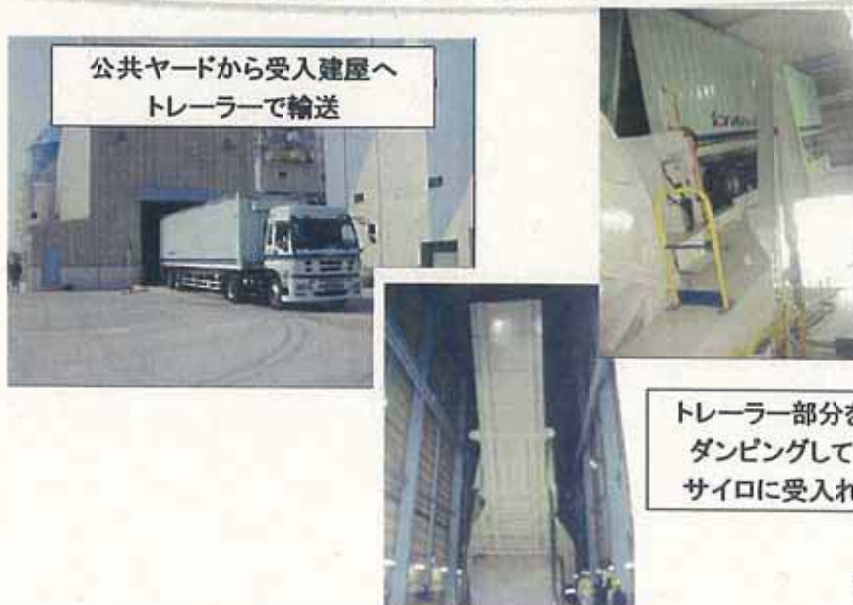 公共ヤードから受入建屋へ
トレーラーで輸送
トレーラー部分を
ダンピングして
サイロに受入れ